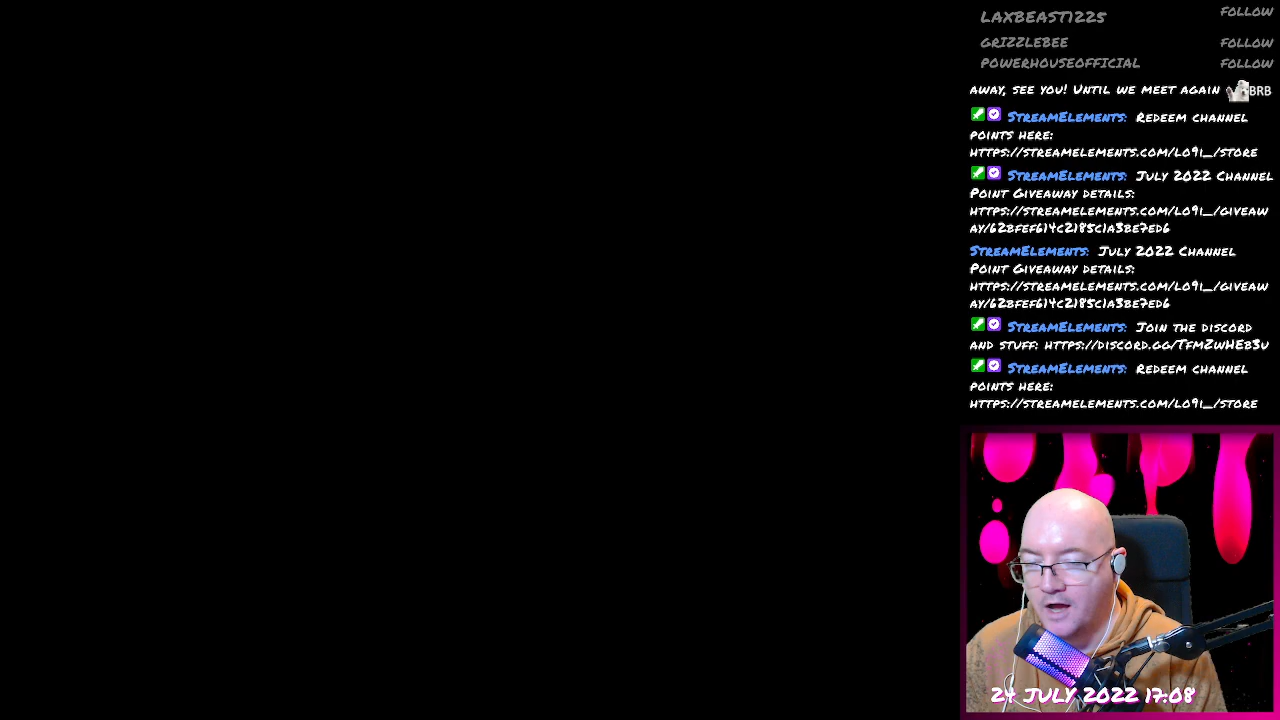 LAXBEAST1225 FOLLOW
GRIZZLEBEE FOLLOW
POWERHOUSEOFFICIAL FOLLOW
AWAY, SEE YOU! UNTIL WE MEET AGAIN BRB
STREAMELEMENTS: REDEEM CHANNEL
POINTS HERE:
HTTPS://STREAMELEMENTS.COM/LO9I_/STORE
STREAMELEMENTS: JULY 2022 CHANNEL
POINT GIVEAWAY DETAILS:
HTTPS://STREAMELEMENTS.COM/LO9I_/GIVEAW
AY/62BFEF614C2185C1A3BE7ED6
STREAMELEMENTS: JULY 2022 CHANNEL
POINT GIVEAWAY DETAILS:
HTTPS://STREAMELEMENTS.COM/LO9I_/GIVEAW
AY/62BFEF614C2185C1A3BE7ED6
STREAMELEMENTS: JOIN THE DISCORD
AND STUFF: HTTPS://DISCORD.GG/TFMZWHEB3U
STREAMELEMENTS: REDEEM CHANNEL
POINTS HERE:
HTTPS://STREAMELEMENTS.COM/LO9I_/STORE
24 JULY 2022 17:08